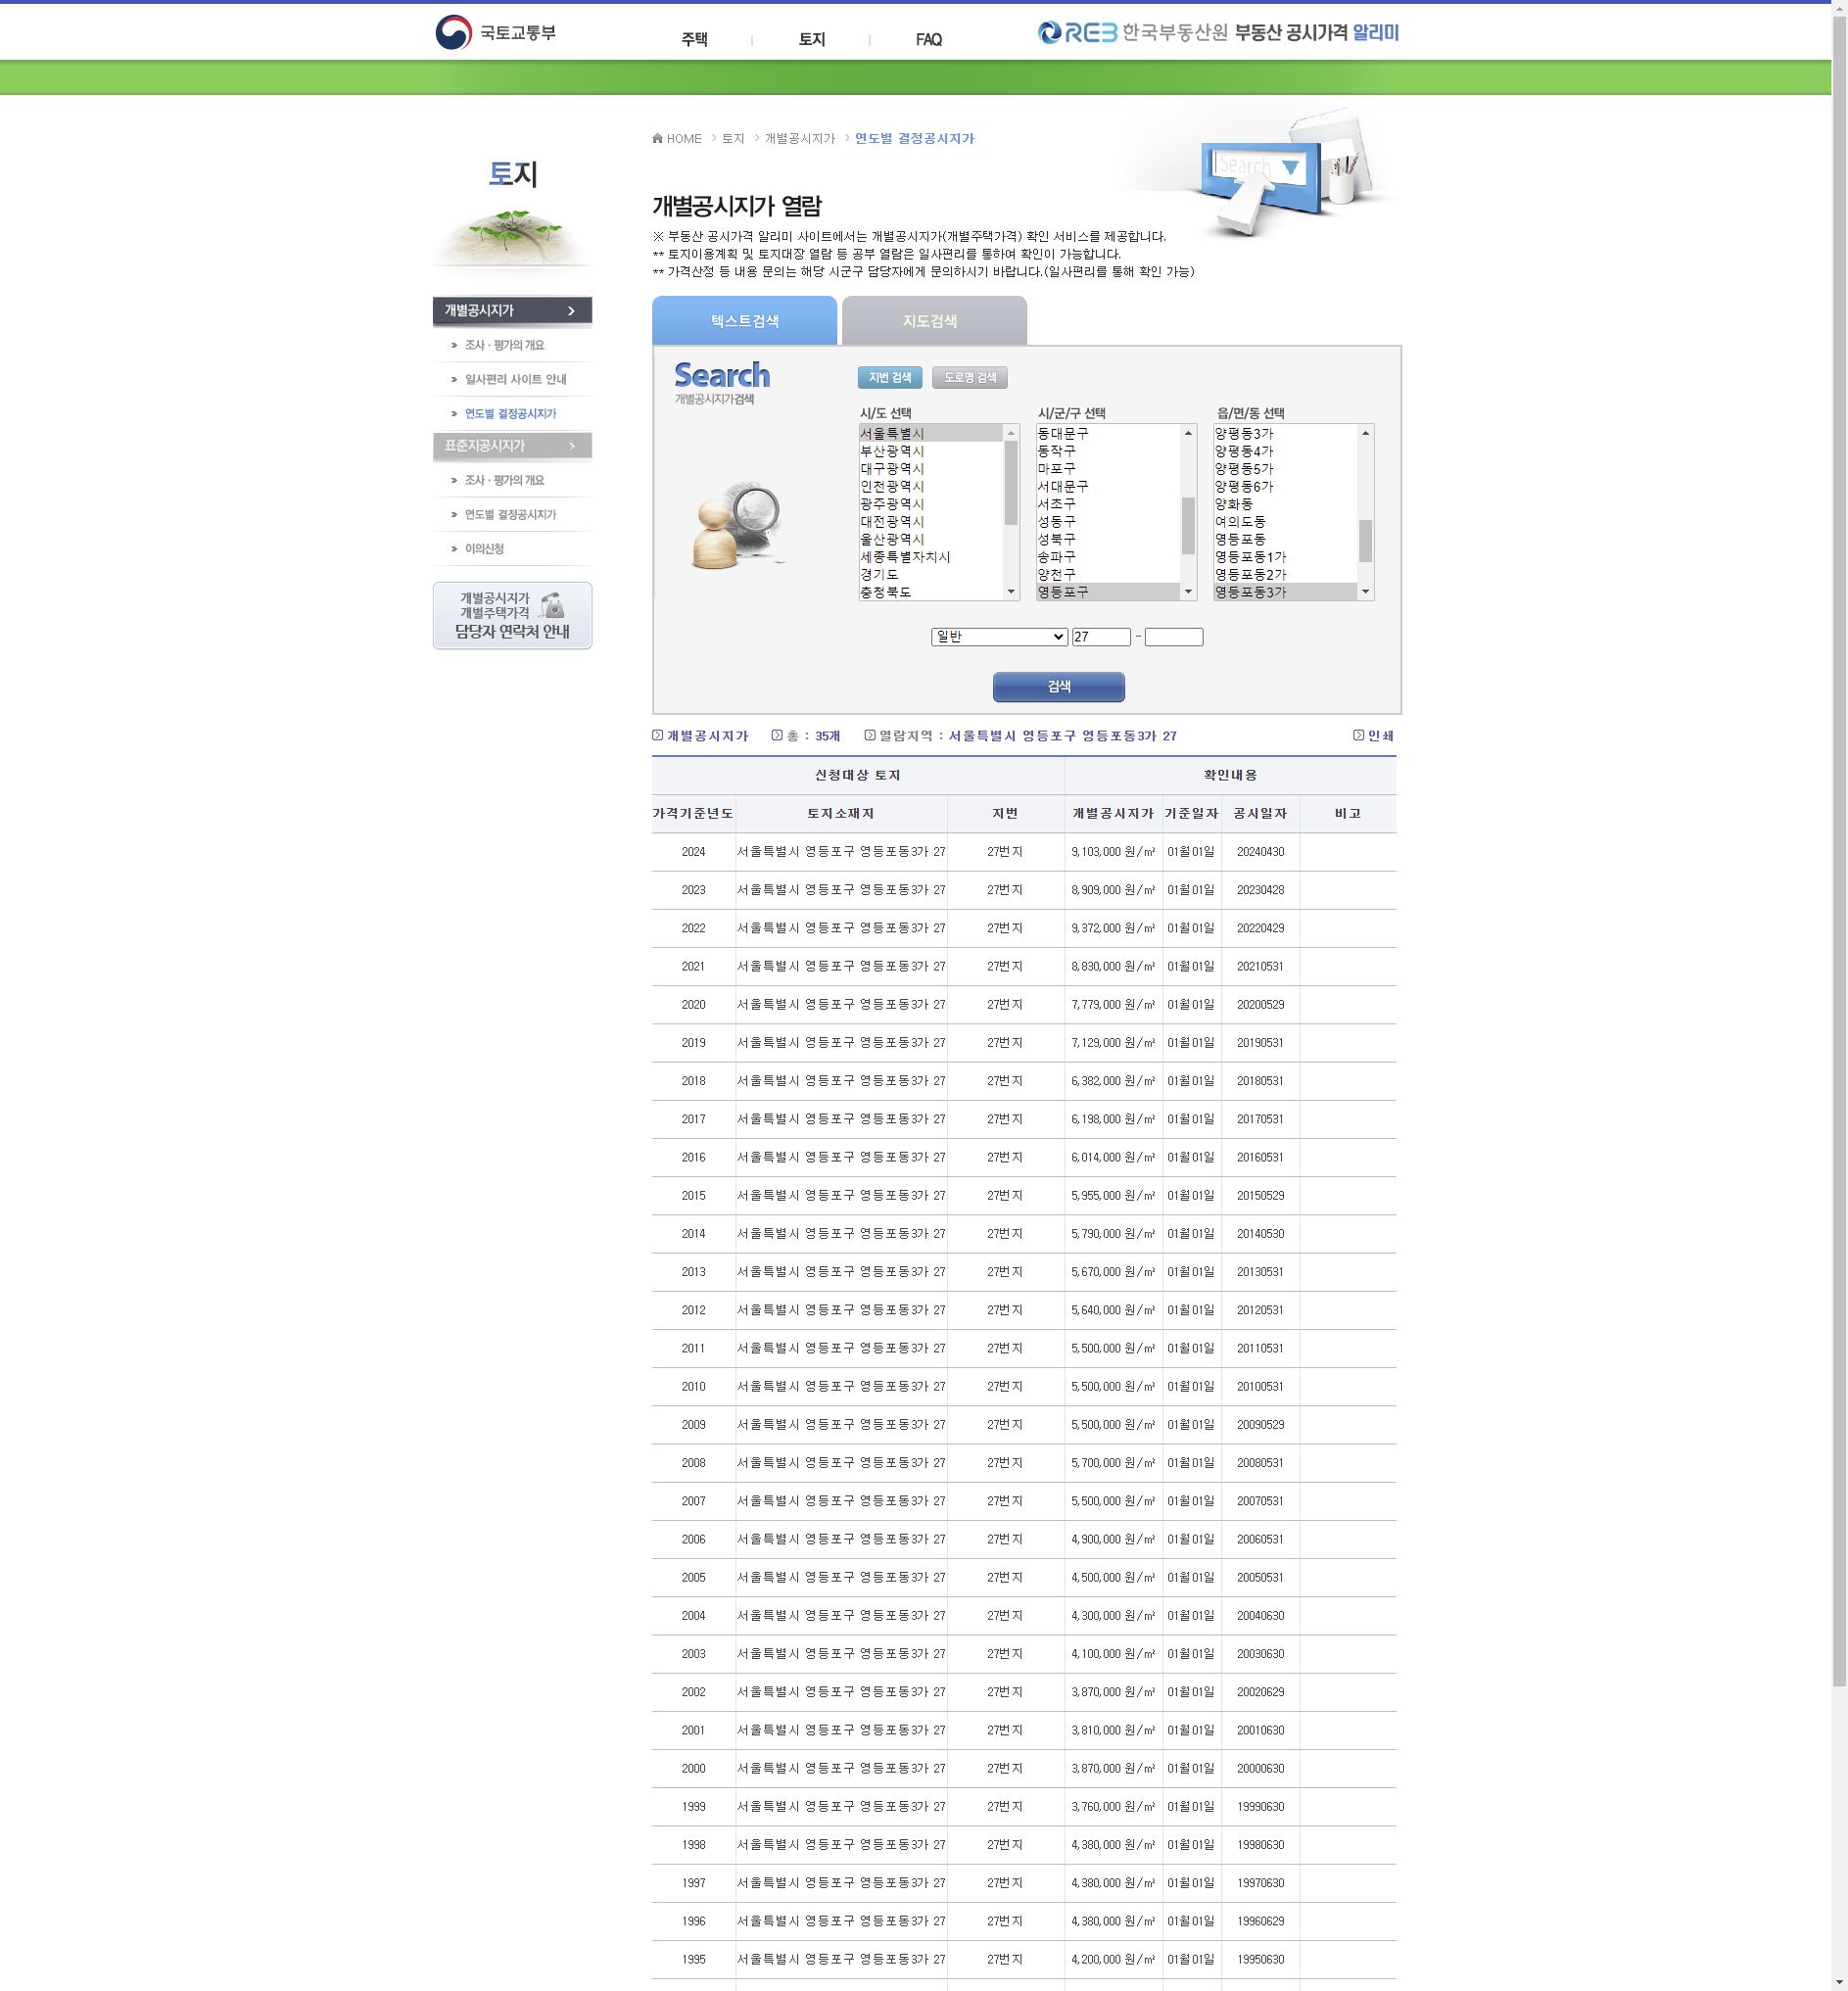 국토교통부
주택 | 토지 | FAQ
REB 한국부동산원 부동산 공시가격 알리미
HOME > 토지 > 개별공시지가 > 연도별 결정공시지가
토지
개별공시지가 열람
※ 부동산 공시가격 알리미 사이트에서는 개별공시지가(개별주택가격) 확인 서비스를 제공합니다.
** 토지이용계획 및 토지대장 열람 등 공부 열람은 일사편리를 통하여 확인이 가능합니다.
** 가격산정 등 내용 문의는 해당 시군구 담당자에게 문의하시기 바랍니다.(일사편리를 통해 확인 가능)
Search
개별공시지가
조사 · 평가의 개요
일사편리 사이트 안내
연도별 결정공시지가
표준지공시지가
조사 · 평가의 개요
연도별 결정공시지가
이의신청
개별공시지가
개별주택가격
담당자 연락처 안내
텍스트검색 지도검색
Search
개별공시지가검색
지번 검색 도로명 검색
시/도 선택 시/군/구 선택 읍/면/동 선택
서울특별시 동대문구 양평동3가
부산광역시 동작구 양평동4가
대구광역시 마포구 양평동5가
인천광역시 서대문구 양평동6가
광주광역시 서초구 양화동
대전광역시 성동구 여의도동
울산광역시 성북구 영등포동
세종특별자치시 송파구 영등포동1가
경기도 양천구 영등포동2가
충청북도 영등포구 영등포동3가
일반 27 -
검색
개별공시지가 총 : 35개 열람지역 : 서울특별시 영등포구 영등포동3가 27 인쇄
신청대상 토지 확인내용
가격기준년도 토지소재지 지번 개별공시지가 기준일자 공시일자 비고
2024 서울특별시 영등포구 영등포동3가 27 27번지 9,103,000 원/㎡ 01월01일 20240430
2023 서울특별시 영등포구 영등포동3가 27 27번지 8,909,000 원/㎡ 01월01일 20230428
2022 서울특별시 영등포구 영등포동3가 27 27번지 9,372,000 원/㎡ 01월01일 20220429
2021 서울특별시 영등포구 영등포동3가 27 27번지 8,830,000 원/㎡ 01월01일 20210531
2020 서울특별시 영등포구 영등포동3가 27 27번지 7,779,000 원/㎡ 01월01일 20200529
2019 서울특별시 영등포구 영등포동3가 27 27번지 7,129,000 원/㎡ 01월01일 20190531
2018 서울특별시 영등포구 영등포동3가 27 27번지 6,382,000 원/㎡ 01월01일 20180531
2017 서울특별시 영등포구 영등포동3가 27 27번지 6,198,000 원/㎡ 01월01일 20170531
2016 서울특별시 영등포구 영등포동3가 27 27번지 6,014,000 원/㎡ 01월01일 20160531
2015 서울특별시 영등포구 영등포동3가 27 27번지 5,955,000 원/㎡ 01월01일 20150529
2014 서울특별시 영등포구 영등포동3가 27 27번지 5,790,000 원/㎡ 01월01일 20140530
2013 서울특별시 영등포구 영등포동3가 27 27번지 5,670,000 원/㎡ 01월01일 20130531
2012 서울특별시 영등포구 영등포동3가 27 27번지 5,640,000 원/㎡ 01월01일 20120531
2011 서울특별시 영등포구 영등포동3가 27 27번지 5,500,000 원/㎡ 01월01일 20110531
2010 서울특별시 영등포구 영등포동3가 27 27번지 5,500,000 원/㎡ 01월01일 20100531
2009 서울특별시 영등포구 영등포동3가 27 27번지 5,500,000 원/㎡ 01월01일 20090529
2008 서울특별시 영등포구 영등포동3가 27 27번지 5,700,000 원/㎡ 01월01일 20080531
2007 서울특별시 영등포구 영등포동3가 27 27번지 5,500,000 원/㎡ 01월01일 20070531
2006 서울특별시 영등포구 영등포동3가 27 27번지 4,900,000 원/㎡ 01월01일 20060531
2005 서울특별시 영등포구 영등포동3가 27 27번지 4,500,000 원/㎡ 01월01일 20050531
2004 서울특별시 영등포구 영등포동3가 27 27번지 4,300,000 원/㎡ 01월01일 20040630
2003 서울특별시 영등포구 영등포동3가 27 27번지 4,100,000 원/㎡ 01월01일 20030630
2002 서울특별시 영등포구 영등포동3가 27 27번지 3,870,000 원/㎡ 01월01일 20020629
2001 서울특별시 영등포구 영등포동3가 27 27번지 3,810,000 원/㎡ 01월01일 20010630
2000 서울특별시 영등포구 영등포동3가 27 27번지 3,870,000 원/㎡ 01월01일 20000630
1999 서울특별시 영등포구 영등포동3가 27 27번지 3,760,000 원/㎡ 01월01일 19990630
1998 서울특별시 영등포구 영등포동3가 27 27번지 4,380,000 원/㎡ 01월01일 19980630
1997 서울특별시 영등포구 영등포동3가 27 27번지 4,380,000 원/㎡ 01월01일 19970630
1996 서울특별시 영등포구 영등포동3가 27 27번지 4,380,000 원/㎡ 01월01일 19960629
1995 서울특별시 영등포구 영등포동3가 27 27번지 4,200,000 원/㎡ 01월01일 19950630